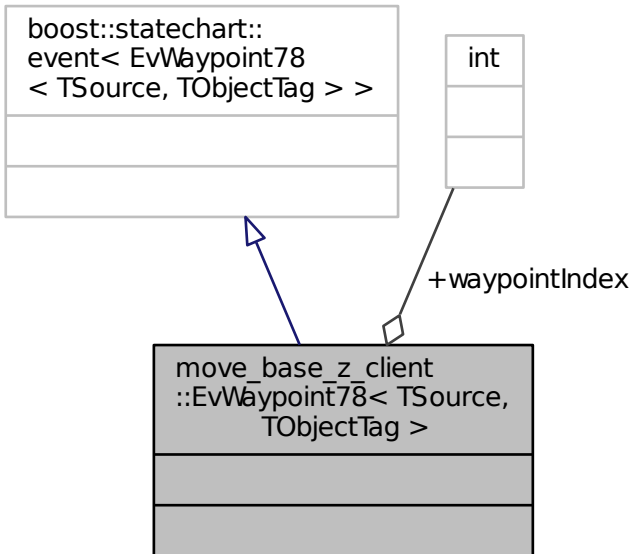 boost::statechart::
event< EvWaypoint78
< TSource, TObjectTag > >
int
+waypointIndex
move_base_z_client
::EvWaypoint78< TSource,
TObjectTag >